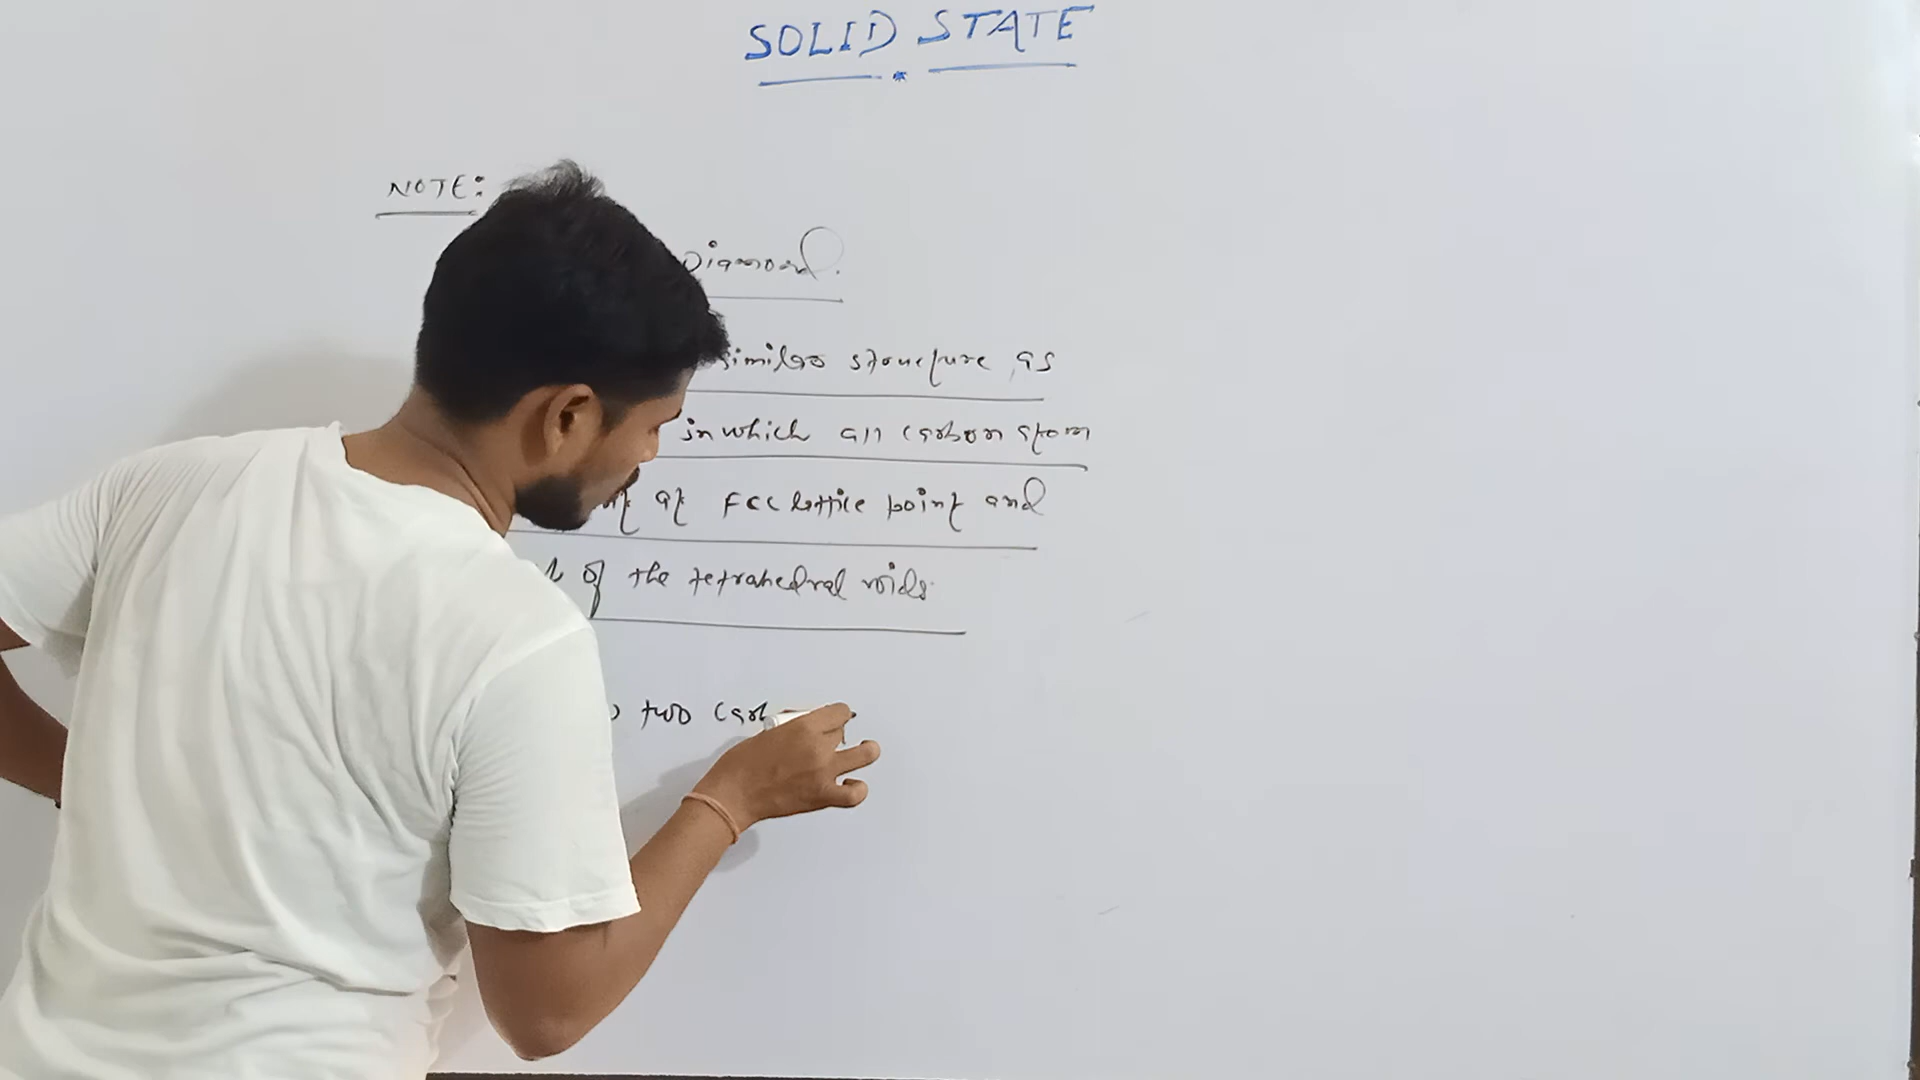 SOLID STATE
NOTE:
Diamond.
similar structure as
in which all carbon atom
at FCC lattice point and
of the tetrahedral voids.
two